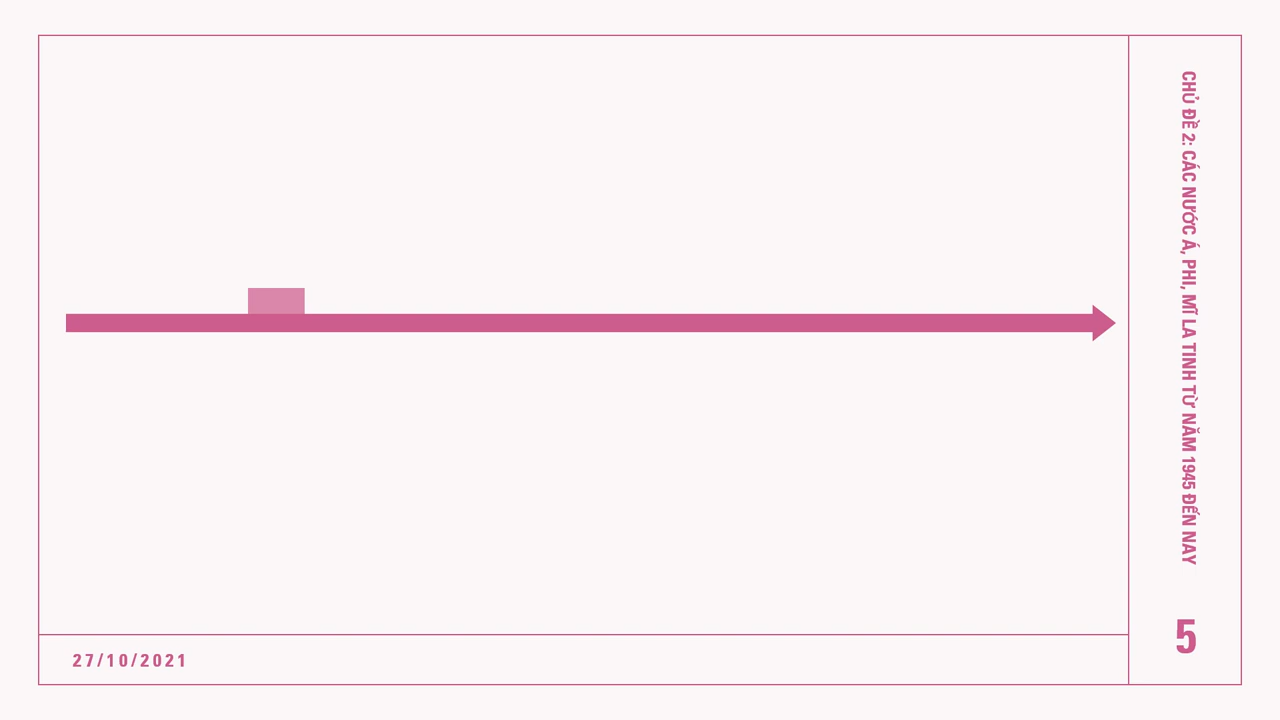 CHỦ ĐỀ 2: CÁC NƯỚC Á, PHI, MĨ LA TINH TỪ NĂM 1945 ĐẾN NAY
5
27/10/2021